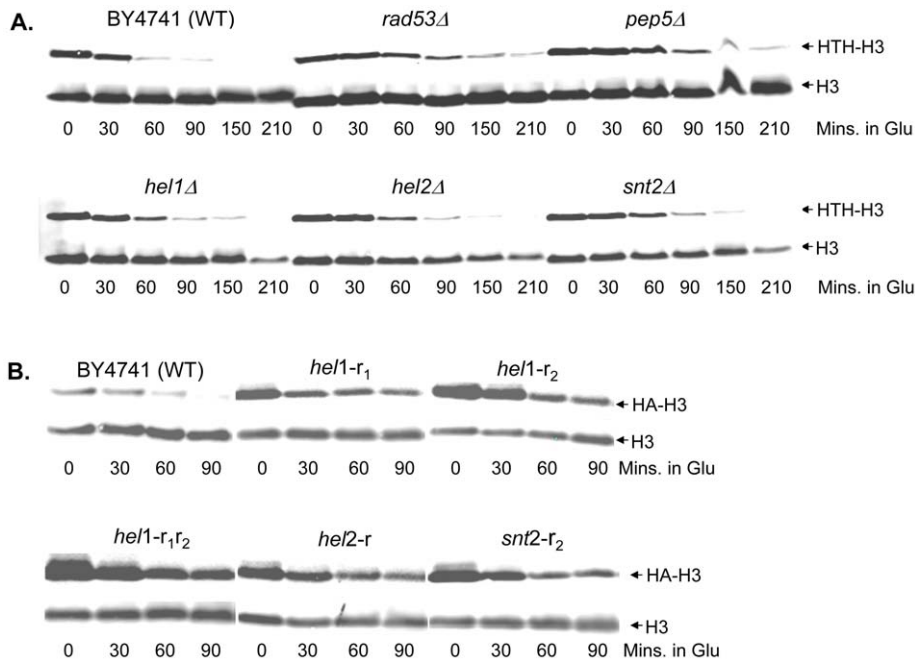 A.
BY4741 (WT) rad53Δ pep5Δ
HTH-H3
H3
0 30 60 90 150 210 0 30 60 90 150 210 0 30 60 90 150 210 Mins. in Glu
hel1Δ hel2Δ snt2Δ
HTH-H3
H3
0 30 60 90 150 210 0 30 60 90 150 210 0 30 60 90 150 210 Mins. in Glu
B.
BY4741 (WT) hel1-r₁ hel1-r₂
HA-H3
H3
0 30 60 90 0 30 60 90 0 30 60 90 Mins. in Glu
hel1-r₁r₂ hel2-r snt2-r₂
HA-H3
H3
0 30 60 90 0 30 60 90 0 30 60 90 Mins. in Glu